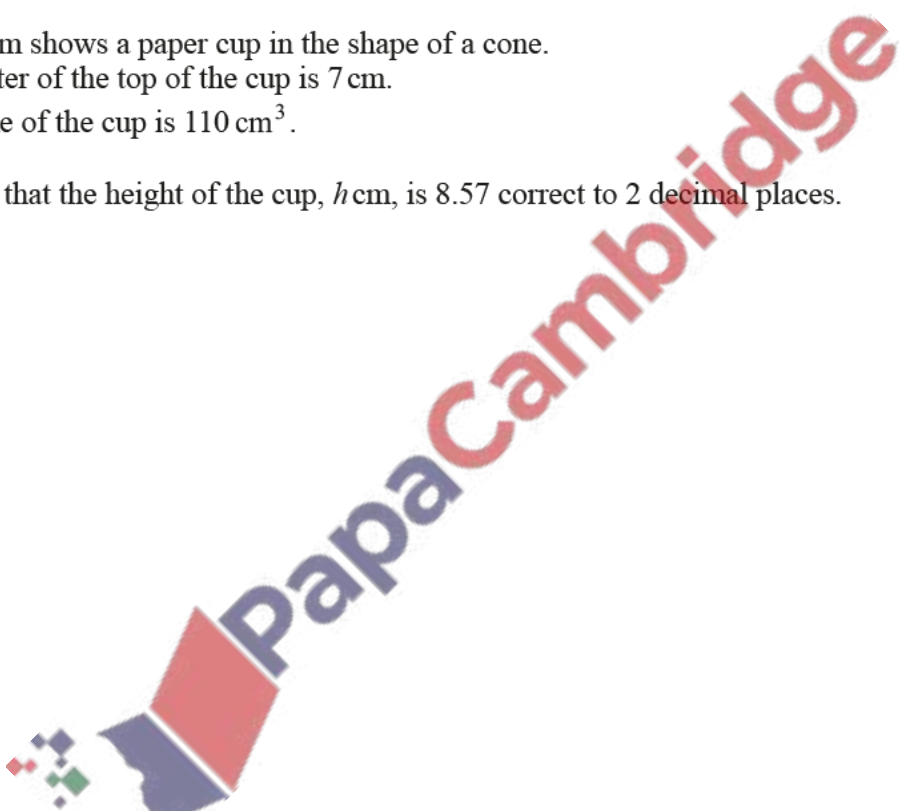 m shows a paper cup in the shape of a cone.
ter of the top of the cup is 7 cm.
e of the cup is 110 cm³.
that the height of the cup, h cm, is 8.57 correct to 2 decimal places.
PapaCambridge